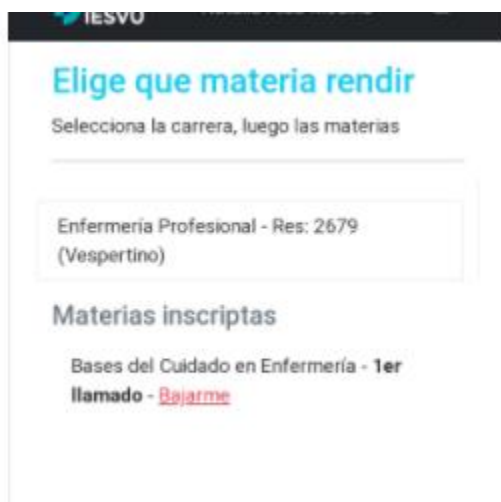 IESVU
Elige que materia rendir
Selecciona la carrera, luego las materias
Enfermería Profesional - Res: 2679
(Vespertino)
Materias inscriptas
Bases del Cuidado en Enfermería - 1er
llamado - Bajarme